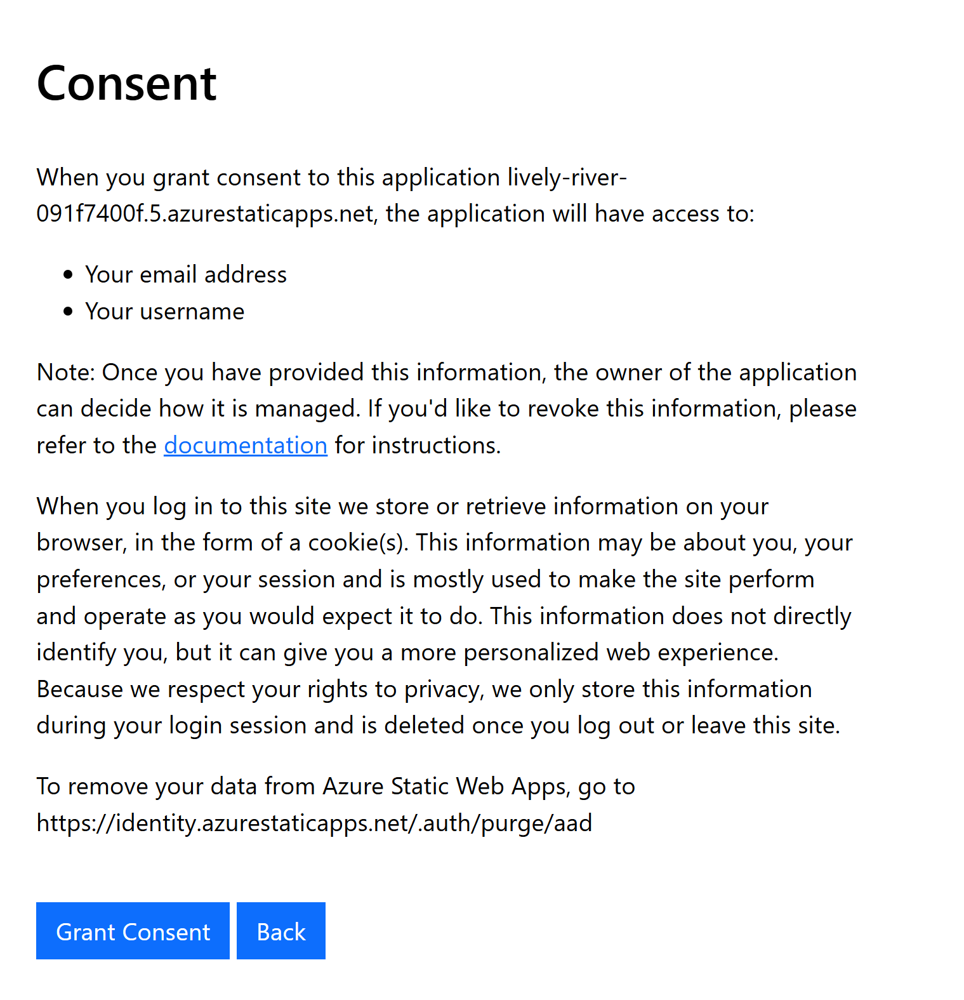 Consent
When you grant consent to this application lively-river-
091f7400f.5.azurestaticapps.net, the application will have access to:
• Your email address
• Your username
Note: Once you have provided this information, the owner of the application
can decide how it is managed. If you'd like to revoke this information, please
refer to the documentation for instructions.
When you log in to this site we store or retrieve information on your
browser, in the form of a cookie(s). This information may be about you, your
preferences, or your session and is mostly used to make the site perform
and operate as you would expect it to do. This information does not directly
identify you, but it can give you a more personalized web experience.
Because we respect your rights to privacy, we only store this information
during your login session and is deleted once you log out or leave this site.
To remove your data from Azure Static Web Apps, go to
https://identity.azurestaticapps.net/.auth/purge/aad
Grant Consent Back